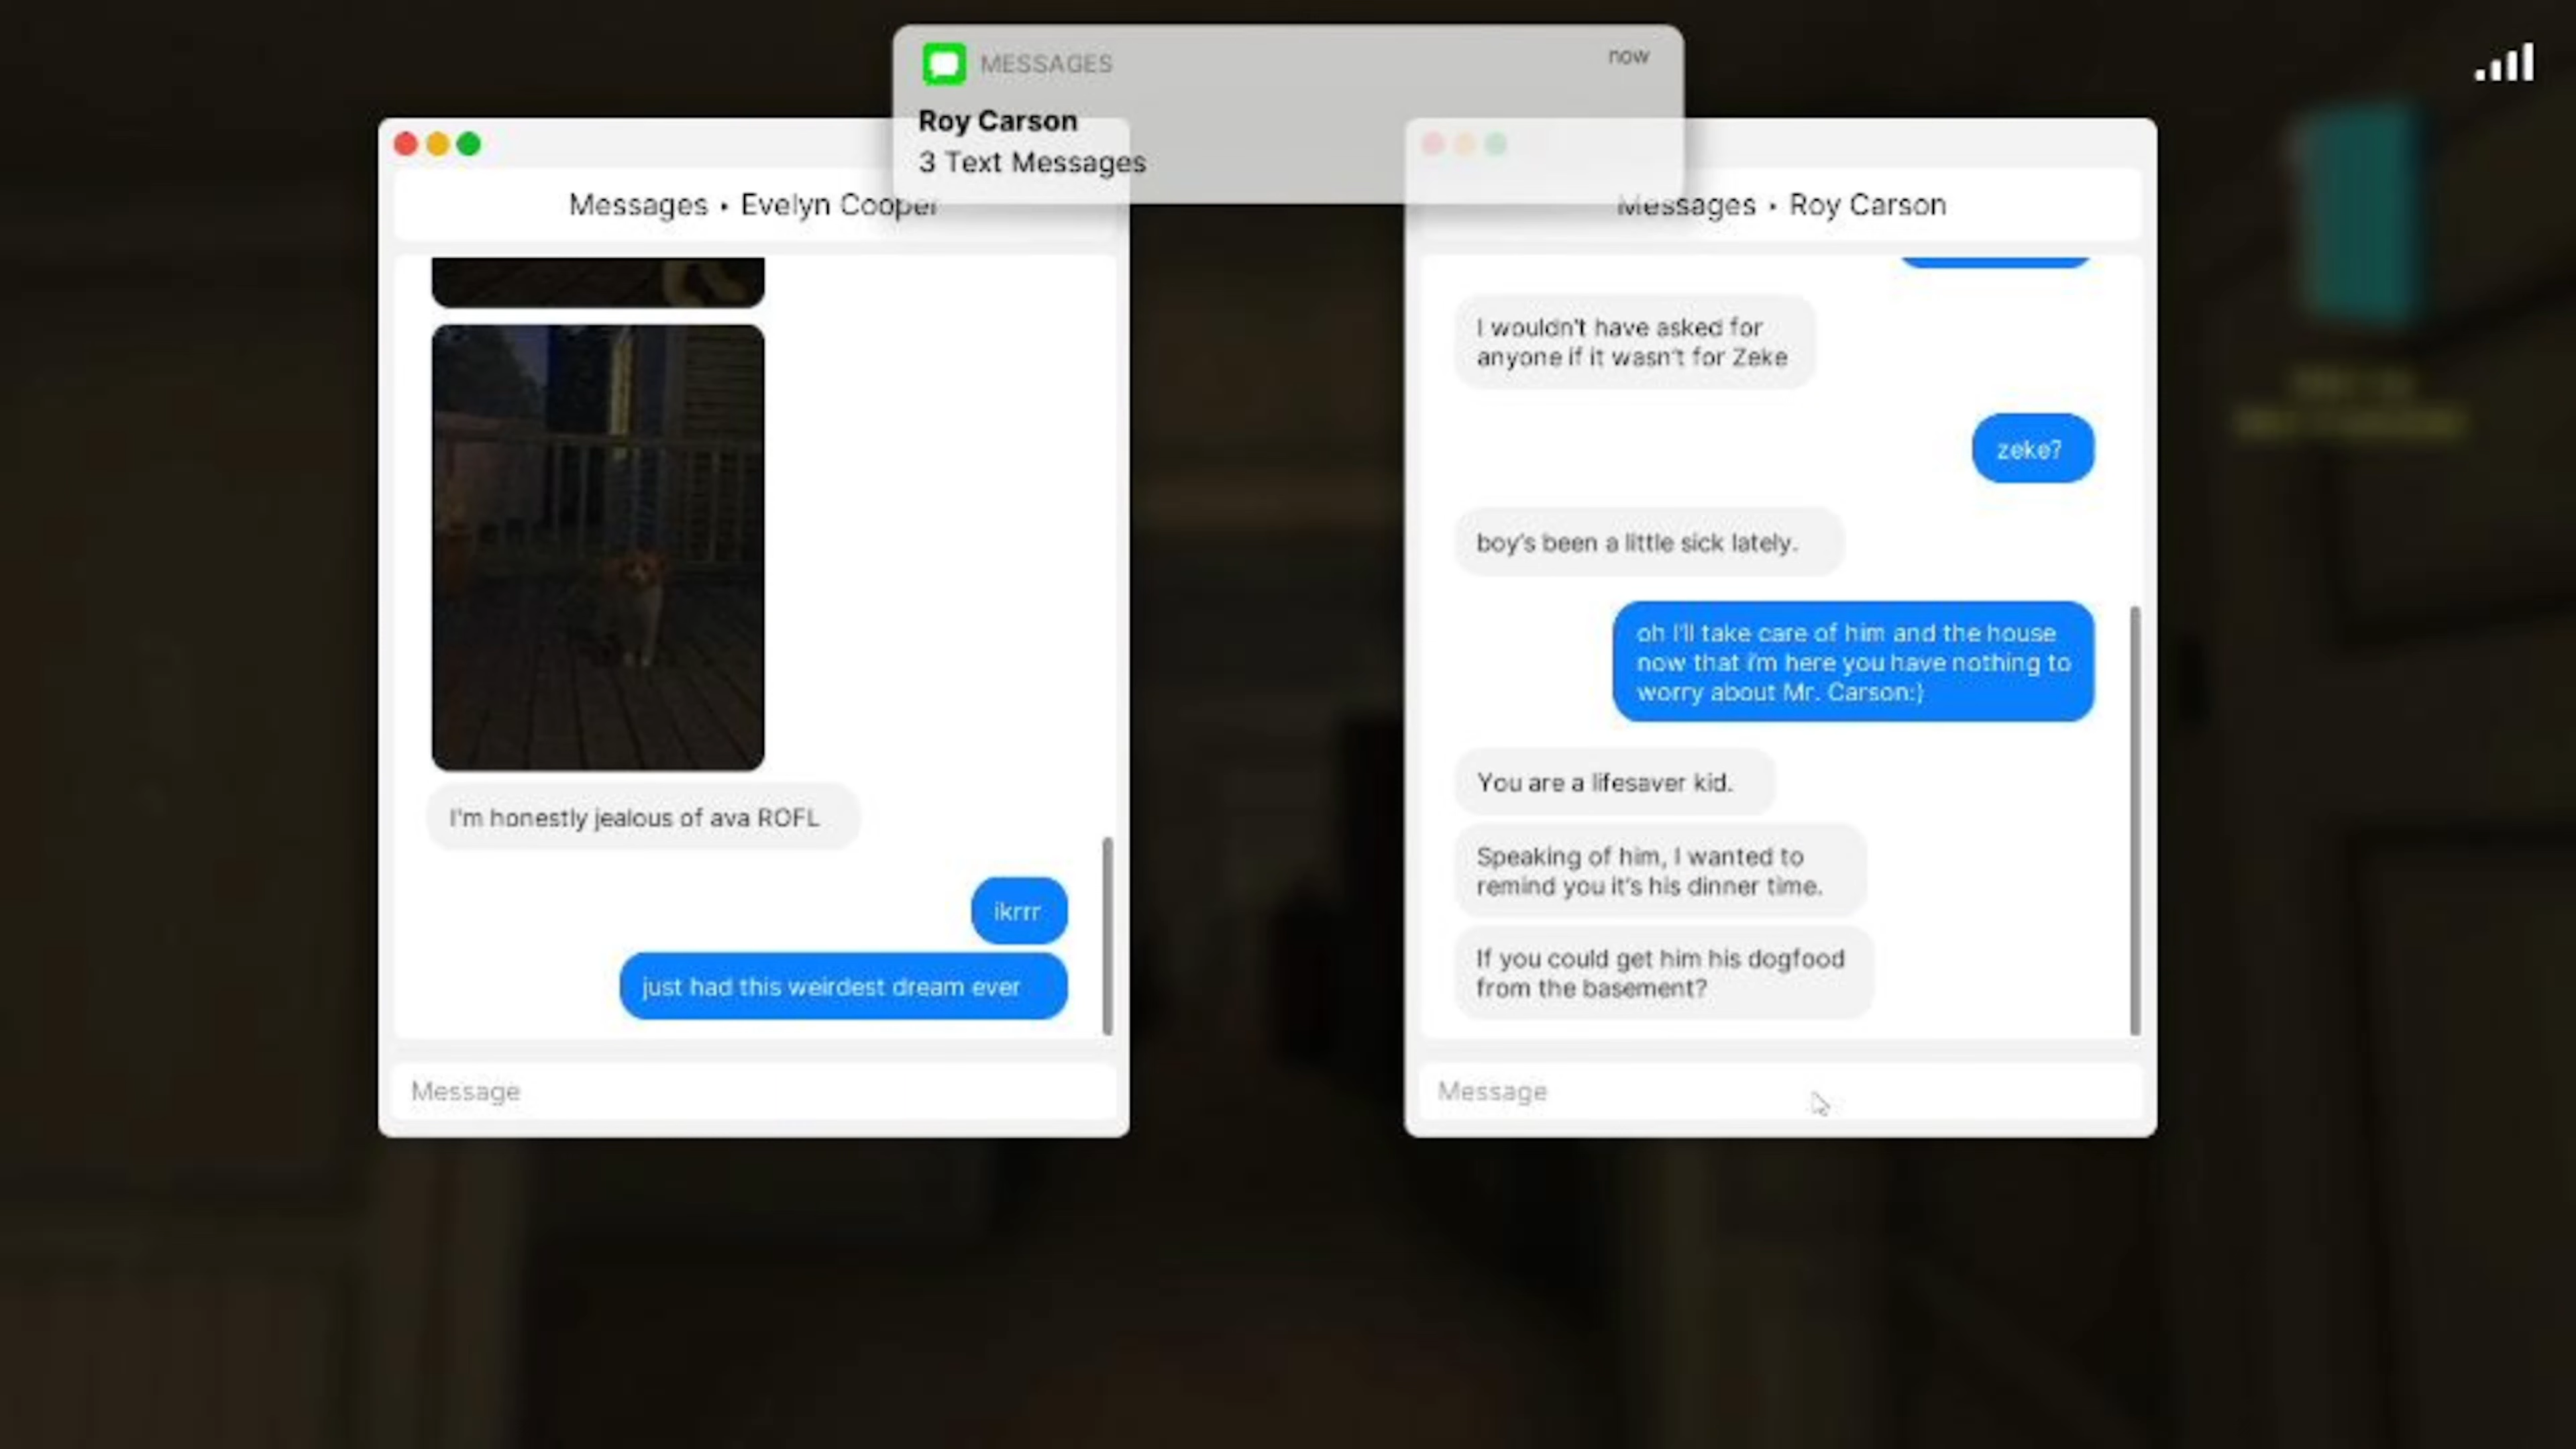 MESSAGES
now
Roy Carson
3 Text Messages
Messages • Evelyn Cooper
I'm honestly jealous of ava ROFL
ikrrr
just had this weirdest dream ever
Message
Messages • Roy Carson
I wouldn't have asked for
anyone if it wasn't for Zeke
zeke?
boy's been a little sick lately.
oh I'll take care of him and the house
now that i'm here you have nothing to
worry about Mr. Carson:)
You are a lifesaver kid.
Speaking of him, I wanted to
remind you it's his dinner time.
If you could get him his dogfood
from the basement?
Message